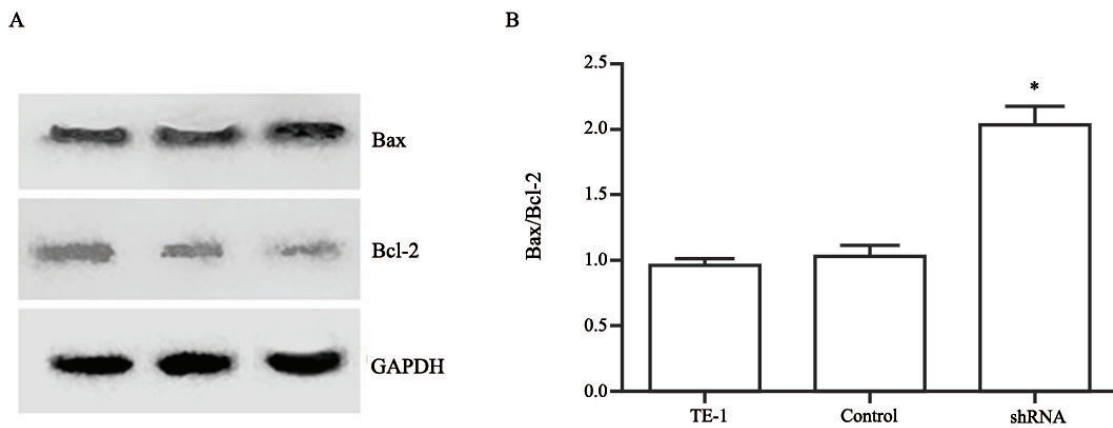 A
Bax
Bcl-2
GAPDH
B
Bax/Bcl-2
2.5
2.0
1.5
1.0
0.5
0.0
*
TE-1
Control
shRNA